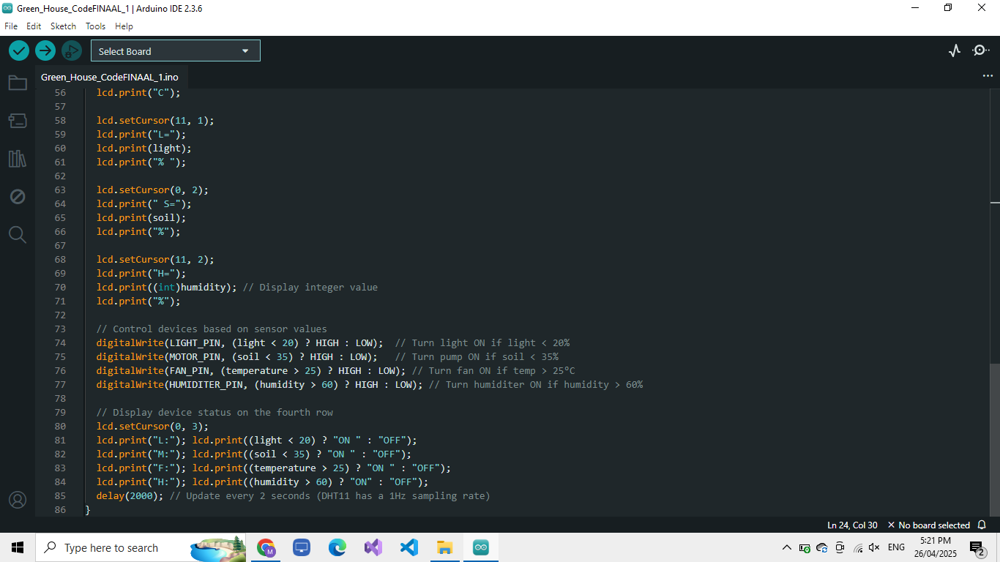 Green_House_CodeFINAAL_1 | Arduino IDE 2.3.6
File Edit Sketch Tools Help
Select Board
Green_House_CodeFINAAL_1.ino
56 lcd.print("C");
57
58 lcd.setCursor(11, 1);
59 lcd.print("L=");
60 lcd.print(light);
61 lcd.print("% ");
62
63 lcd.setCursor(0, 2);
64 lcd.print(" S=");
65 lcd.print(soil);
66 lcd.print("%");
67
68 lcd.setCursor(11, 2);
69 lcd.print("H=");
70 lcd.print((int)humidity); // Display integer value
71 lcd.print("%");
72
73 // Control devices based on sensor values
74 digitalWrite(LIGHT_PIN, (light < 20) ? HIGH : LOW);  // Turn light ON if light < 20%
75 digitalWrite(MOTOR_PIN, (soil < 35) ? HIGH : LOW);   // Turn pump ON if soil < 35%
76 digitalWrite(FAN_PIN, (temperature > 25) ? HIGH : LOW); // Turn fan ON if temp > 25°C
77 digitalWrite(HUMIDITER_PIN, (humidity > 60) ? HIGH : LOW); // Turn humiditer ON if humidity > 60%
78
79 // Display device status on the fourth row
80 lcd.setCursor(0, 3);
81 lcd.print("L:"); lcd.print((light < 20) ? "ON " : "OFF");
82 lcd.print("M:"); lcd.print((soil < 35) ? "ON " : "OFF");
83 lcd.print("F:"); lcd.print((temperature > 25) ? "ON " : "OFF");
84 lcd.print("H:"); lcd.print((humidity > 60) ? "ON" : "OFF");
85 delay(2000); // Update every 2 seconds (DHT11 has a 1Hz sampling rate)
86 }
Ln 24, Col 30 × No board selected
Type here to search
M
ENG
5:21 PM
26/04/2025
2